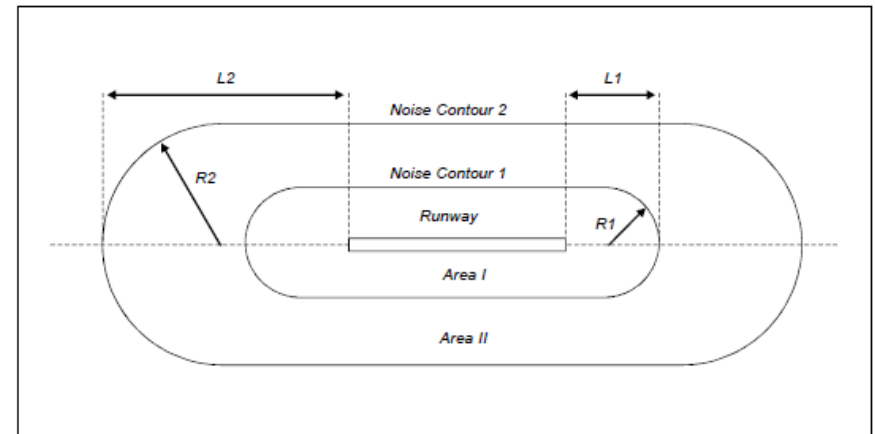 L2
L1
Noise Contour 2
R2
Noise Contour 1
Runway
R1
Area I
Area II